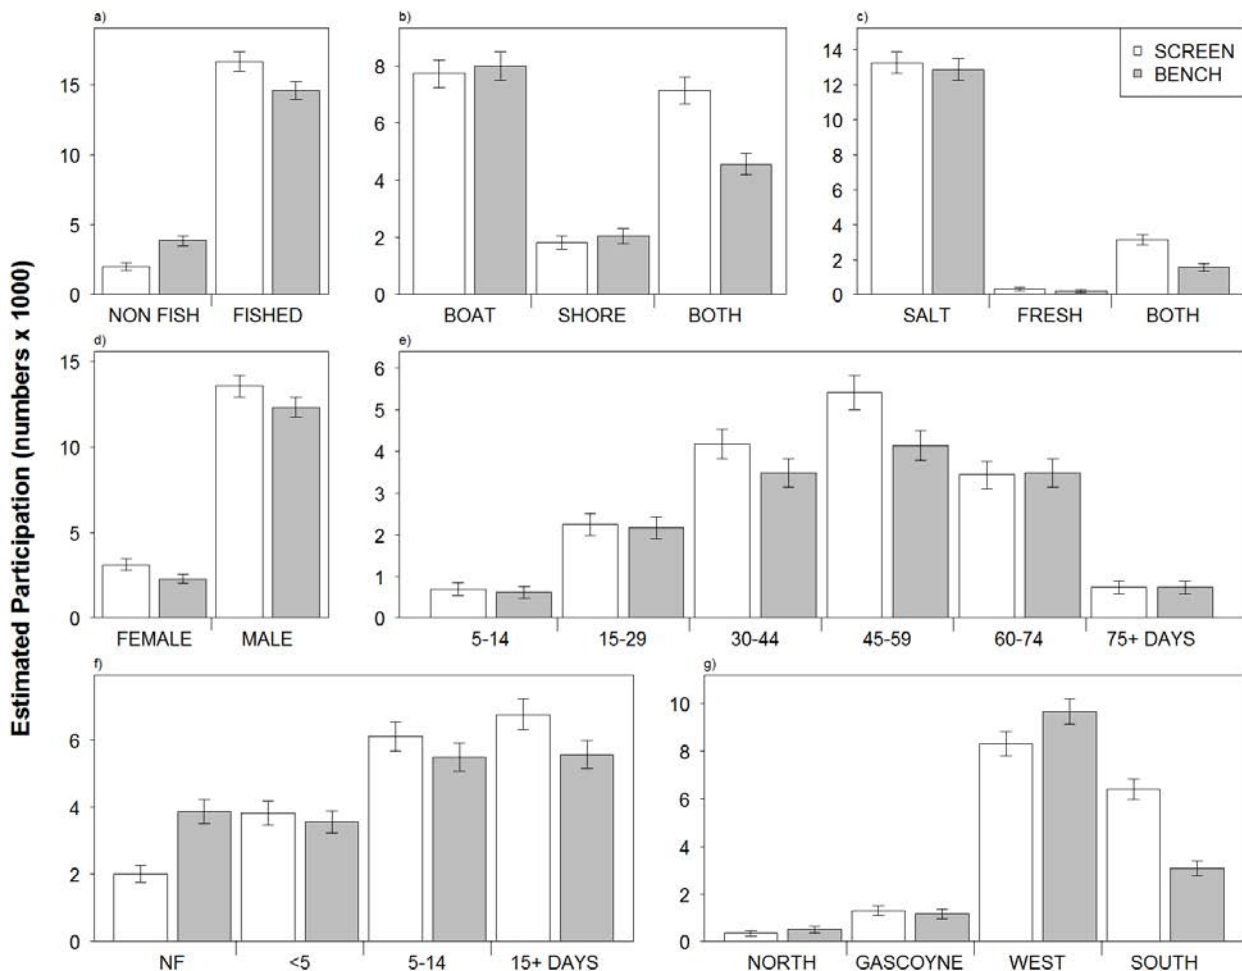 Estimated Participation (numbers x 1000)
a)
15
10
5
0
NON FISH FISHED
b)
8
6
4
2
0
BOAT SHORE BOTH
c)
SCREEN
BENCH
14
12
10
8
6
4
2
0
SALT FRESH BOTH
d)
15
10
5
0
FEMALE MALE
e)
6
5
4
3
2
1
0
5-14 15-29 30-44 45-59 60-74 75+ DAYS
f)
6
4
2
0
NF <5 5-14 15+ DAYS
g)
10
8
6
4
2
0
NORTH GASCOYNE WEST SOUTH